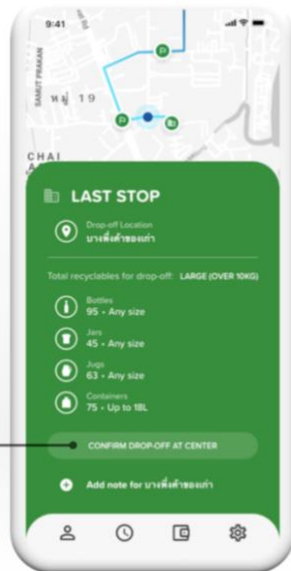 9:41
SAMUT PRAKAN
หมู่ 19
CHAI
LAST STOP
Drop-off Location
บางพึ่งค้าของเก่า
Total recyclables for drop-off: LARGE (OVER 10KG)
Bottles
95 • Any size
Jars
45 • Any size
Jugs
63 • Any size
Containers
75 • Up to 18L
CONFIRM DROP-OFF AT CENTER
Add note for บางพึ่งค้าของเก่า